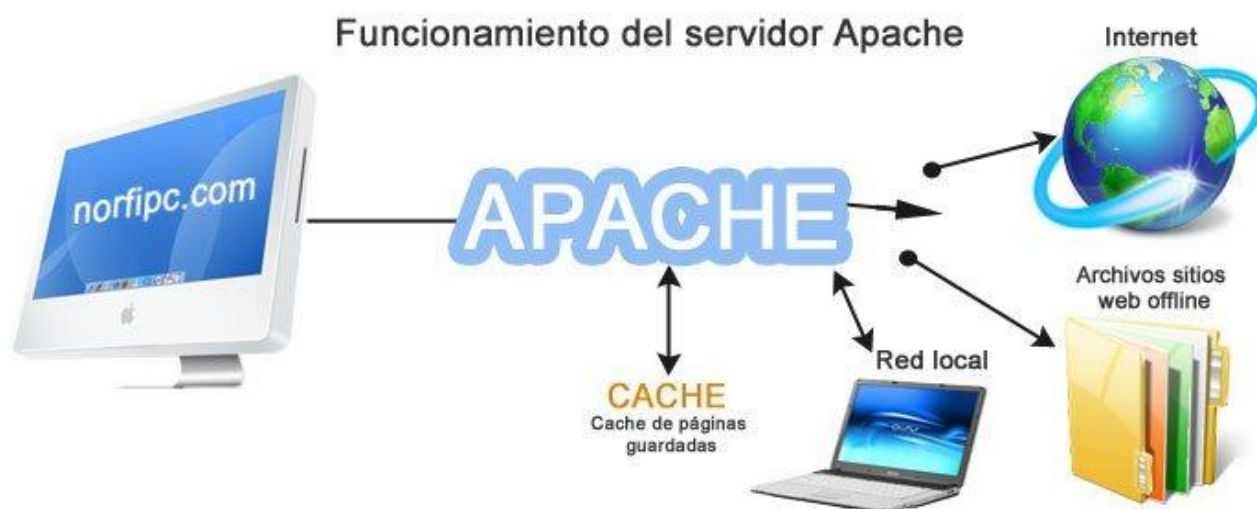 Funcionamiento del servidor Apache
Internet
norfipc.com
APACHE
Archivos sitios
web offline
Red local
CACHE
Cache de páginas
guardadas